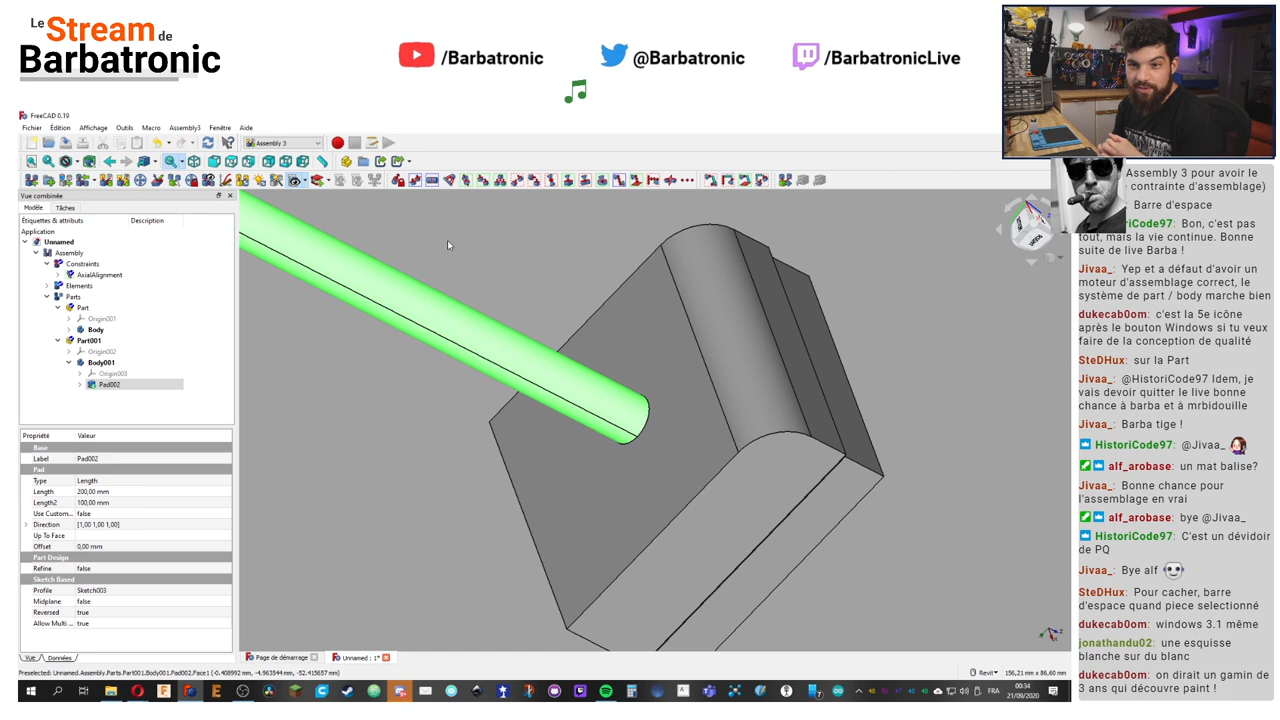 Le
Stream de
Barbatronic
/Barbatronic
@Barbatronic
/BarbatronicLive
FreeCAD 0.19
Fichier Édition Affichage Outils Macro Assembly3 Fenêtre Aide
Assembly 3
Vue combinée
Modèle Tâches
Étiquettes & attributs Description
Application
Unnamed
Assembly
Constraints
AxialAlignment
Elements
Parts
Part
Origin001
Body
Part001
Origin002
Body001
Origin003
Pad002
Propriété Valeur
Base
Label Pad002
Pad
Type Length
Length 200,00 mm
Length2 100,00 mm
Use Custom... false
Direction [1,00 1,00 1,00]
Up To Face
Offset 0,00 mm
Part Design
Refine false
Sketch Based
Profile Sketch003
Midplane false
Reversed true
Allow Multi ... true
Vue Données
Page de démarrage
Unnamed : 1*
Preselected: Unnamed.Assembly.Parts.Part001.Body001.Pad002.Face1 (-0.408992 mm, -4.963544 mm, -52.415657 mm)
Revit 156,21 mm x 86,60 mm
FRA
00:34
21/09/2020
Assembly 3 pour avoir le
contrainte d'assemblage)
Barre d'espace
riCode97: Bon, c'est pas
tout, mais la vie continue. Bonne
suite de live Barba !
Jivaa_: Yep et a défaut d'avoir un
moteur d'assemblage correct, le
système de part / body marche bien
dukecab0om: c'est la 5e icône
après le bouton Windows si tu veux
faire de la conception de qualité
SteDHux: sur la Part
Jivaa_: @HistoriCode97 Idem, je
vais devoir quitter le live bonne
chance à barba et à mrbidouille
Jivaa_: Barba tige !
HistoriCode97: @Jivaa_
alf_arobase: un mat balise?
Jivaa_: Bonne chance pour
l'assemblage en vrai
alf_arobase: bye @Jivaa_
HistoriCode97: C'est un dévidoir
de PQ
Jivaa_: Bye alf
SteDHux: Pour cacher, barre
d'espace quand piece selectionné
dukecab0om: windows 3.1 même
jonathandu02: une esquisse
blanche sur du blanc
dukecab0om: on dirait un gamin de
3 ans qui découvre paint !